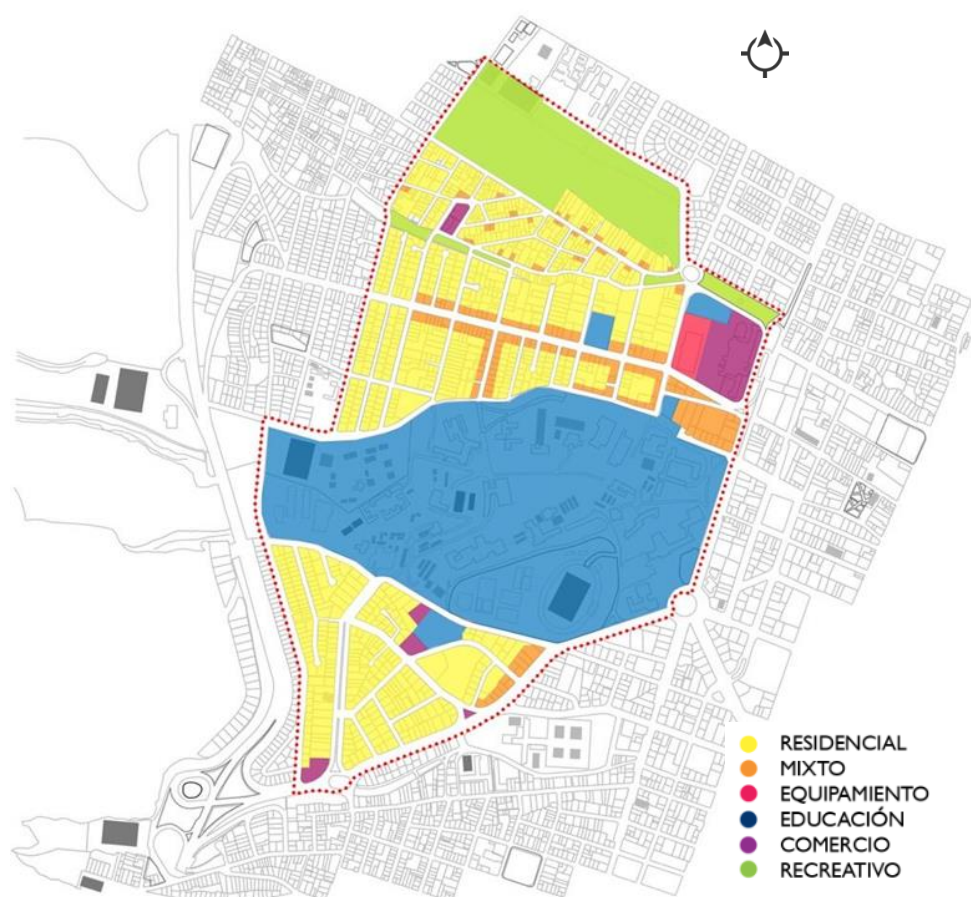 RESIDENCIAL
MIXTO
EQUIPAMIENTO
EDUCACIÓN
COMERCIO
RECREATIVO